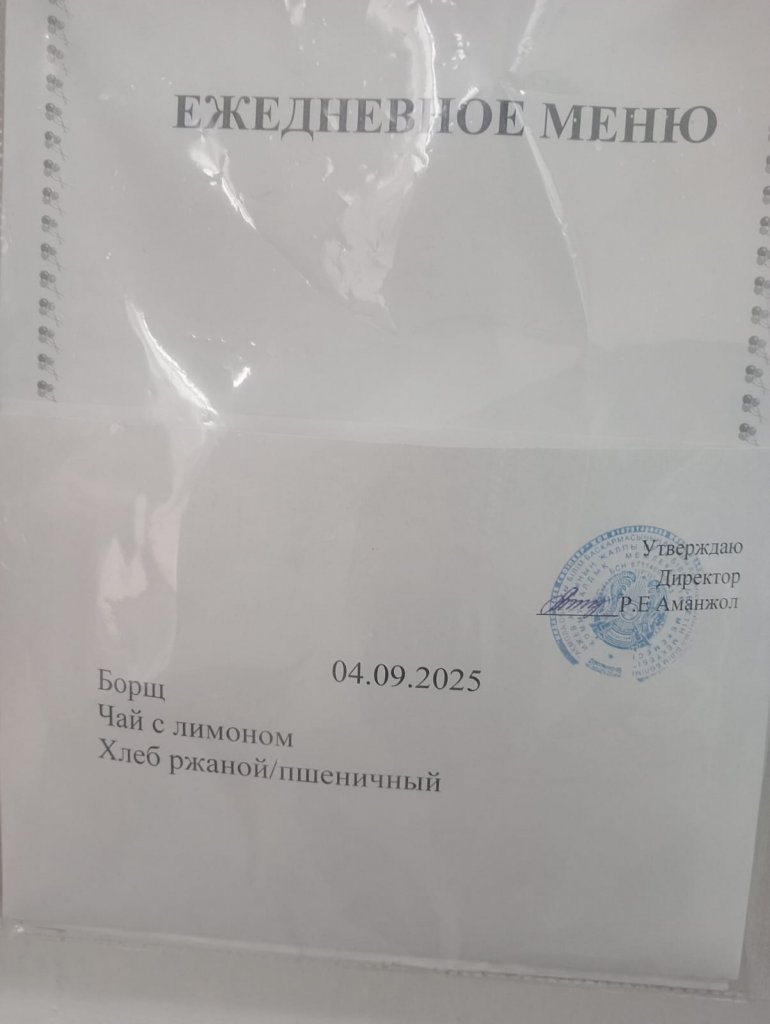 ЕЖЕДНЕВНОЕ МЕНЮ
Утверждаю
Директор
Р.Е Аманжол
04.09.2025
Борщ
Чай с лимоном
Хлеб ржаной/пшеничный